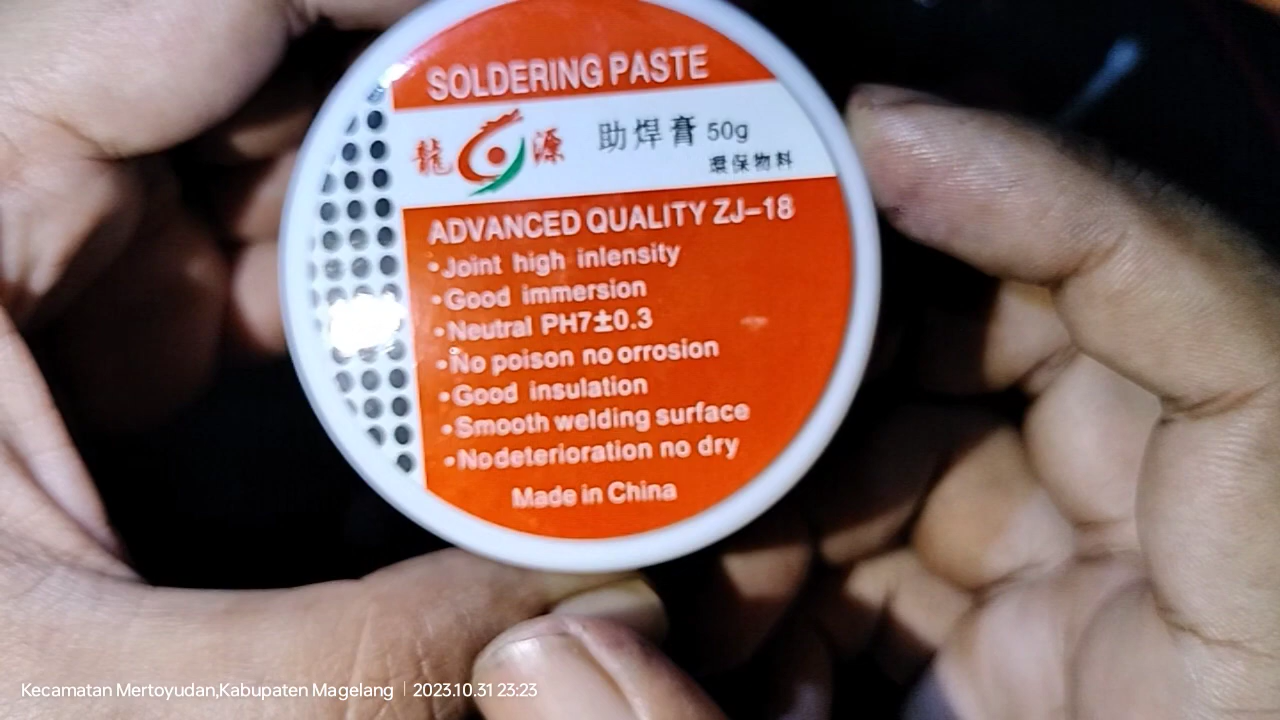 SOLDERING PASTE
龍 源 助焊膏 50g
環保物料
ADVANCED QUALITY ZJ-18
•Joint high inlensity
•Good immersion
•Neutral PH7±0.3
•No poison no orrosion
•Good insulation
•Smooth welding surface
•Nodeterioration no dry
Made in China
Kecamatan Mertoyudan,Kabupaten Magelang | 2023.10.31 23:23